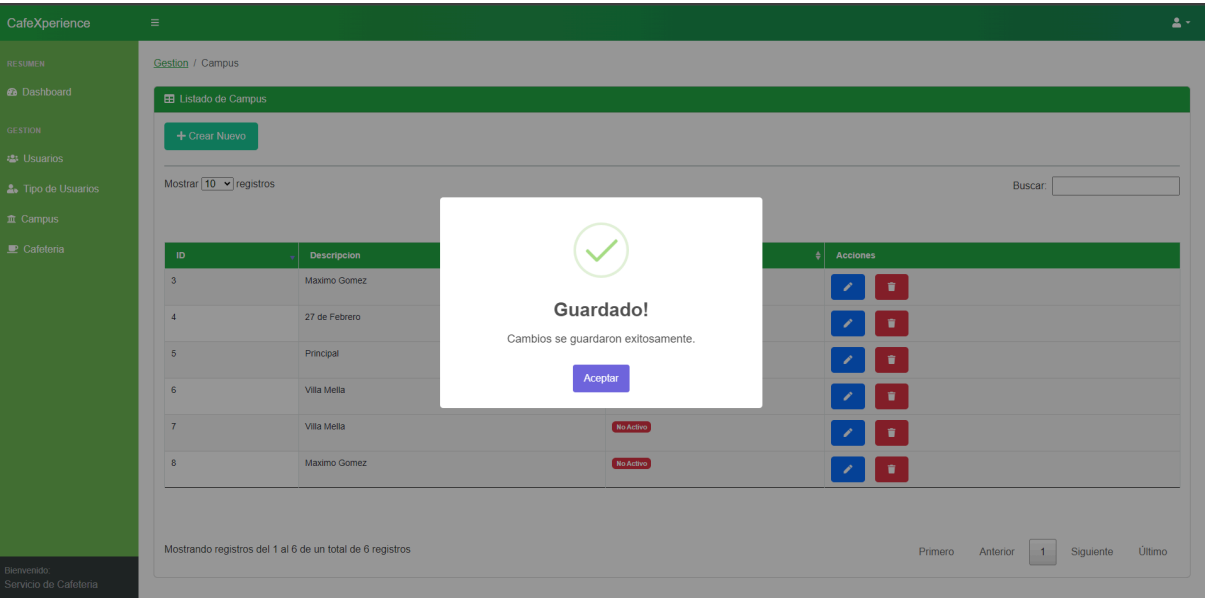 CafeXperience
RESUMEN
Dashboard
GESTION
Usuarios
Tipo de Usuarios
Campus
Cafeteria
Bienvenido:
Servicio de Cafeteria
Gestion / Campus
Listado de Campus
+ Crear Nuevo
Mostrar 10 registros
Buscar:
ID Descripcion Acciones
3 Maximo Gomez
4 27 de Febrero
5 Principal
6 Villa Mella
7 Villa Mella No Activo
8 Maximo Gomez No Activo
Guardado!
Cambios se guardaron exitosamente.
Aceptar
Mostrando registros del 1 al 6 de un total de 6 registros
Primero Anterior 1 Siguiente Último